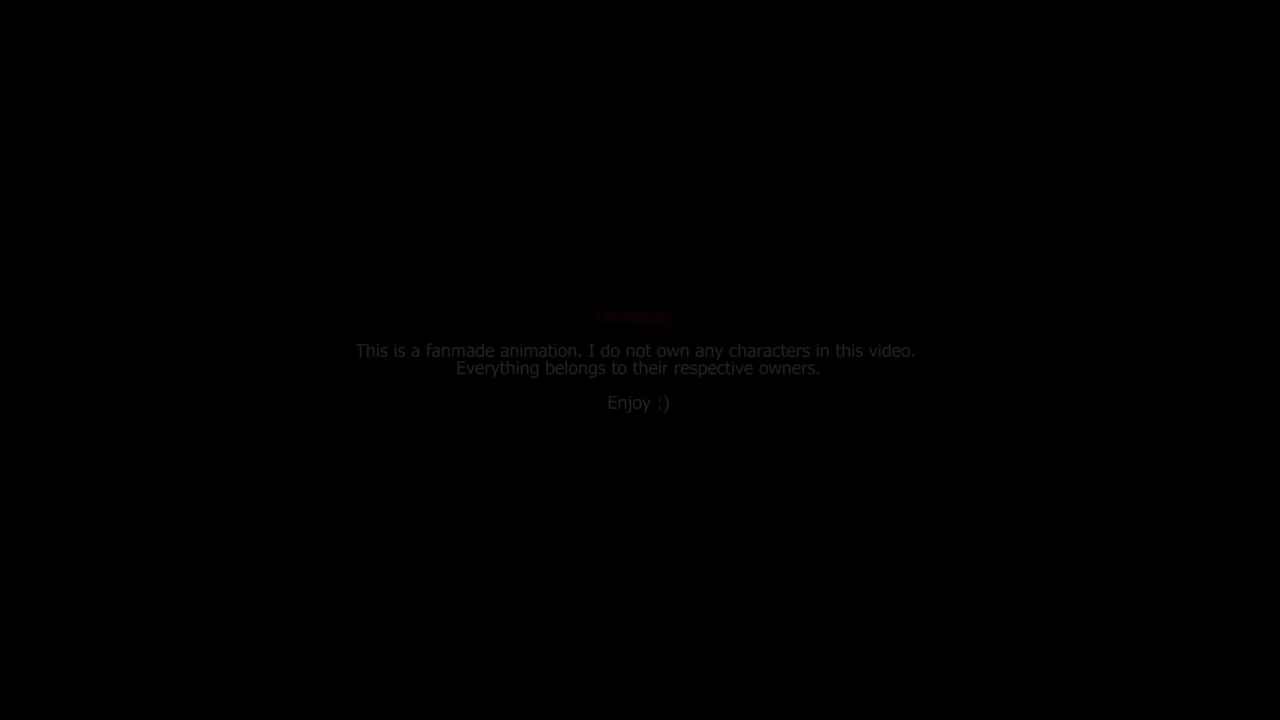 This is a fanmade animation. I do not own any characters in this video.
Everything belongs to their respective owners.
Enjoy :)